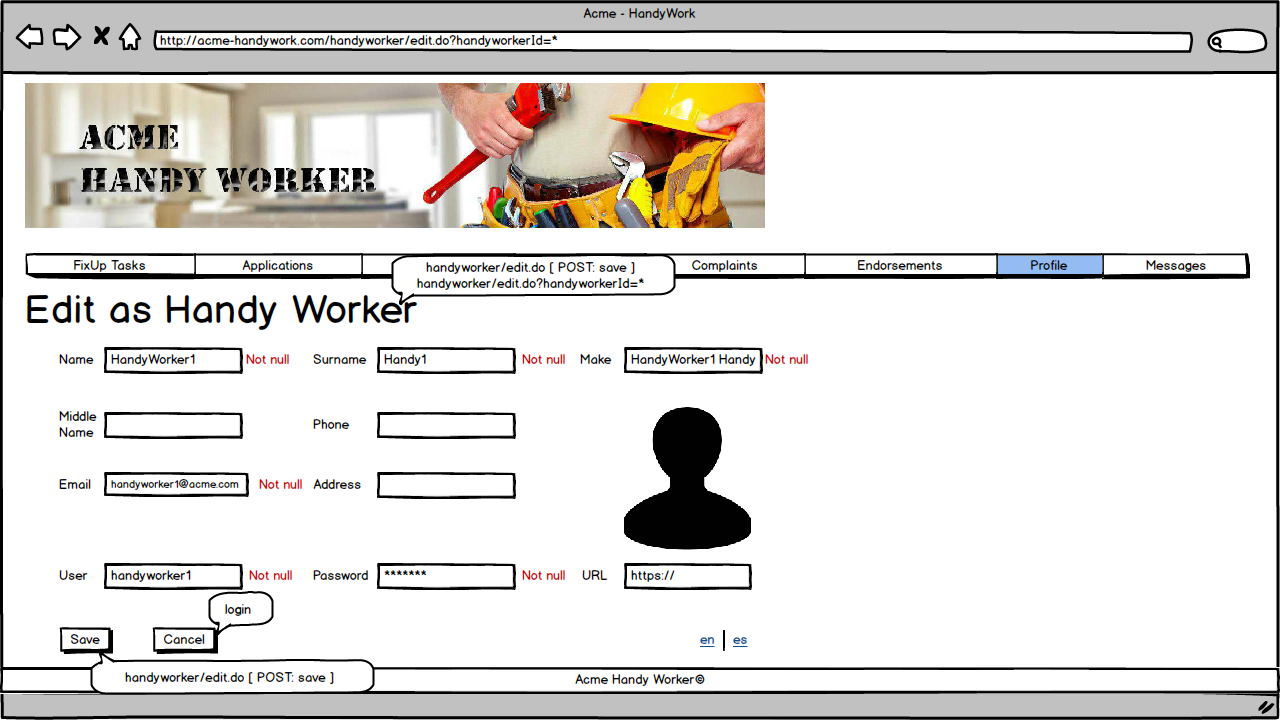 Acme - HandyWork
http://acme-handywork.com/handyworker/edit.do?handyworkerId=*
ACME
HANDY WORKER
FixUp Tasks
Applications
Complaints
Endorsements
Profile
Messages
handyworker/edit.do [ POST: save ]
handyworker/edit.do?handyworkerId=*
Edit as Handy Worker
Name HandyWorker1 Not null Surname Handy1 Not null Make HandyWorker1 Handy Not null
Middle
Name
Phone
Email handyworker1@acme.com Not null Address
User handyworker1 Not null Password ******* Not null URL https://
login
Save Cancel en es
handyworker/edit.do [ POST: save ]
Acme Handy Worker©